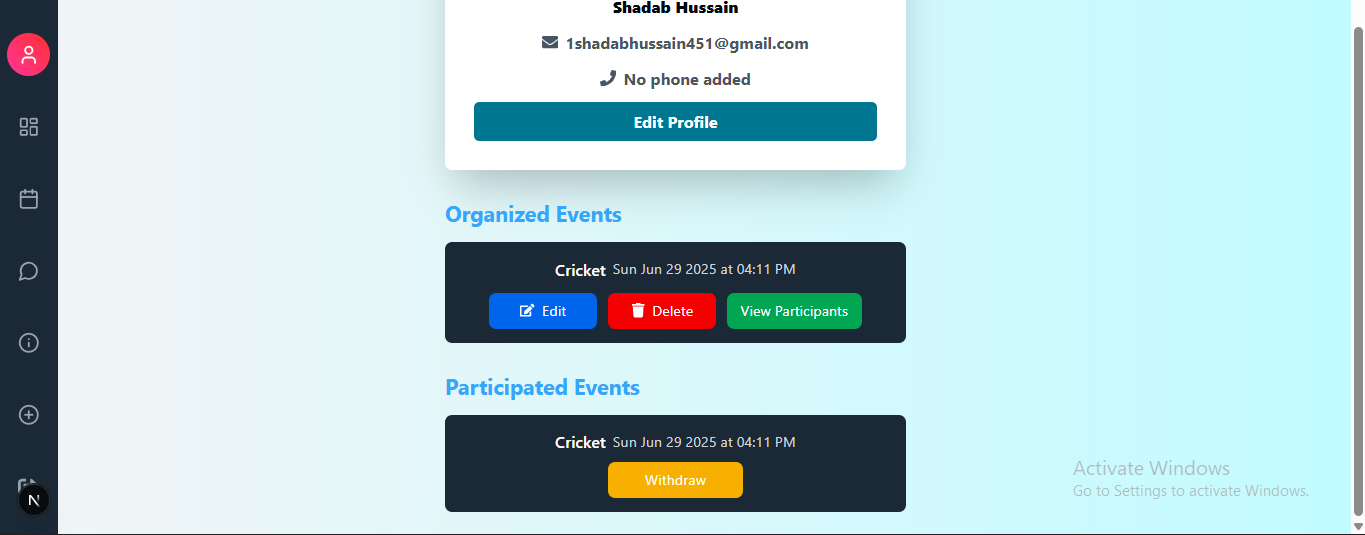 Shadab Hussain
1shadabhussain451@gmail.com
No phone added
Edit Profile
Organized Events
Cricket Sun Jun 29 2025 at 04:11 PM
Edit Delete View Participants
Participated Events
Cricket Sun Jun 29 2025 at 04:11 PM
Withdraw
Activate Windows
Go to Settings to activate Windows.
N